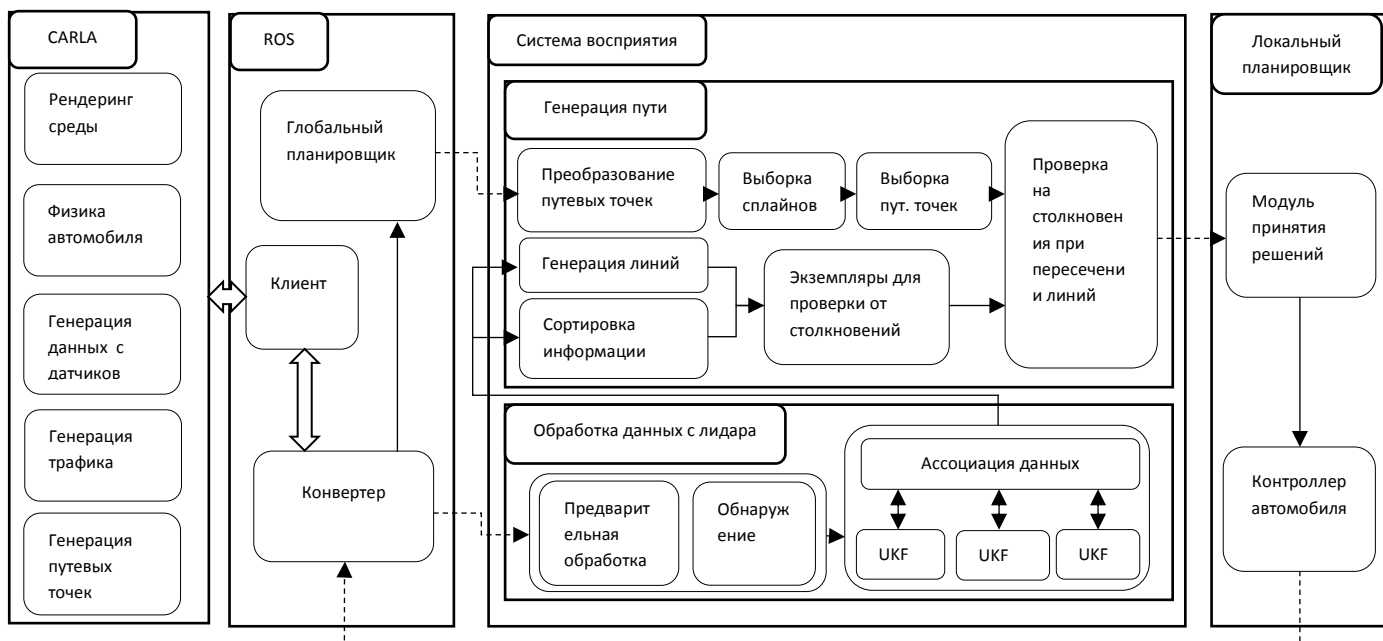 CARLA
Рендеринг
среды
Физика
автомобиля
Генерация
данных с
датчиков
Генерация
трафика
Генерация
путевых
точек
ROS
Глобальный
планировщик
Клиент
Конвертер
Система восприятия
Генерация пути
Преобразование
путевых точек
Выборка
сплайнов
Выборка
пут. точек
Генерация линий
Сортировка
информации
Экземпляры для
проверки от
столкновений
Проверка
на
столкновен
ия при
пересечени
и линий
Обработка данных с лидара
Предварит
ельная
обработка
Обнаруж
ение
Ассоциация данных
UKF
UKF
UKF
Локальный
планировщик
Модуль
принятия
решений
Контроллер
автомобиля